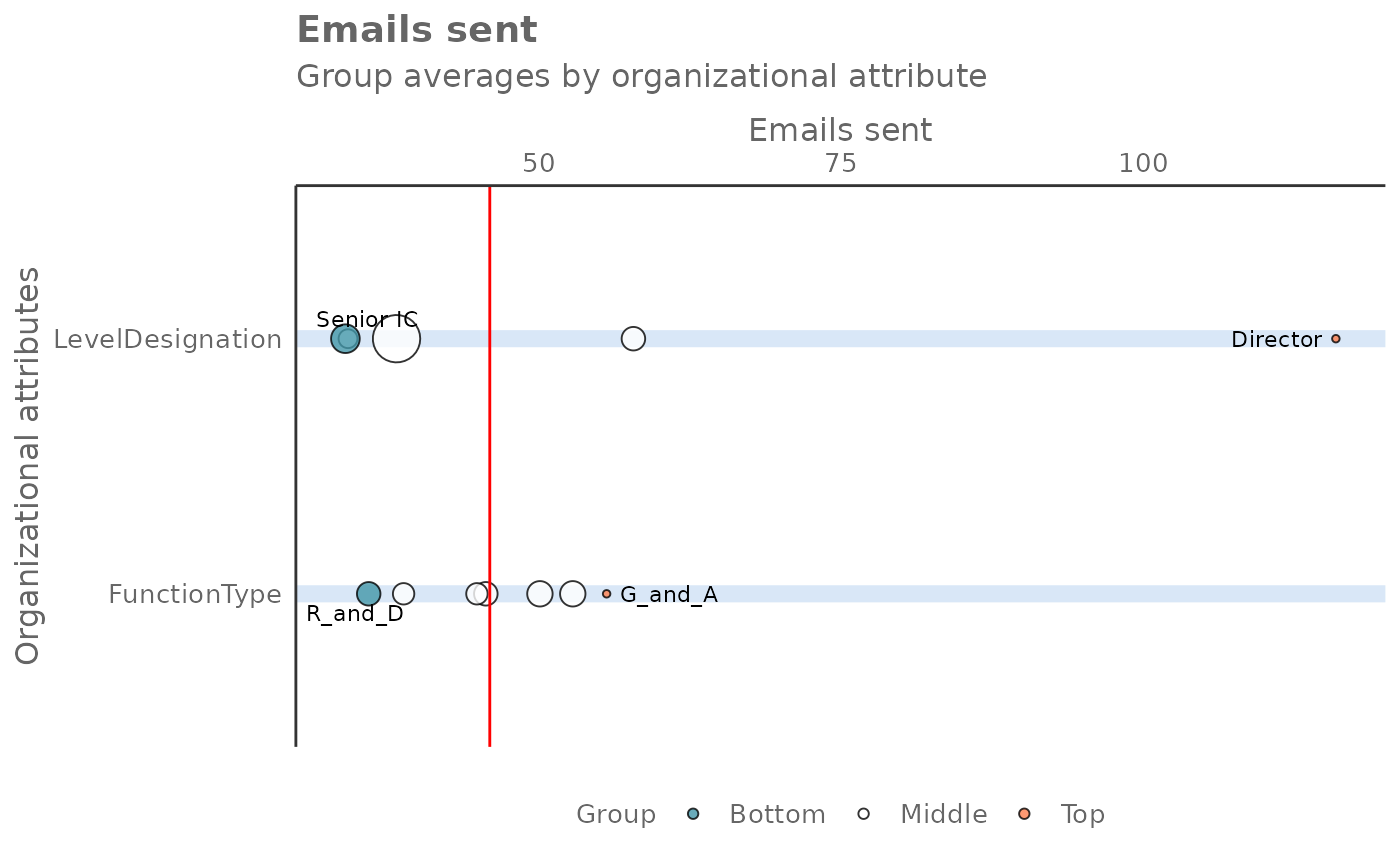 Emails sent
Group averages by organizational attribute
Emails sent
50 75 100
Organizational attributes
Senior IC
LevelDesignation
Director
FunctionType
G_and_A
R_and_D
Group Bottom Middle Top